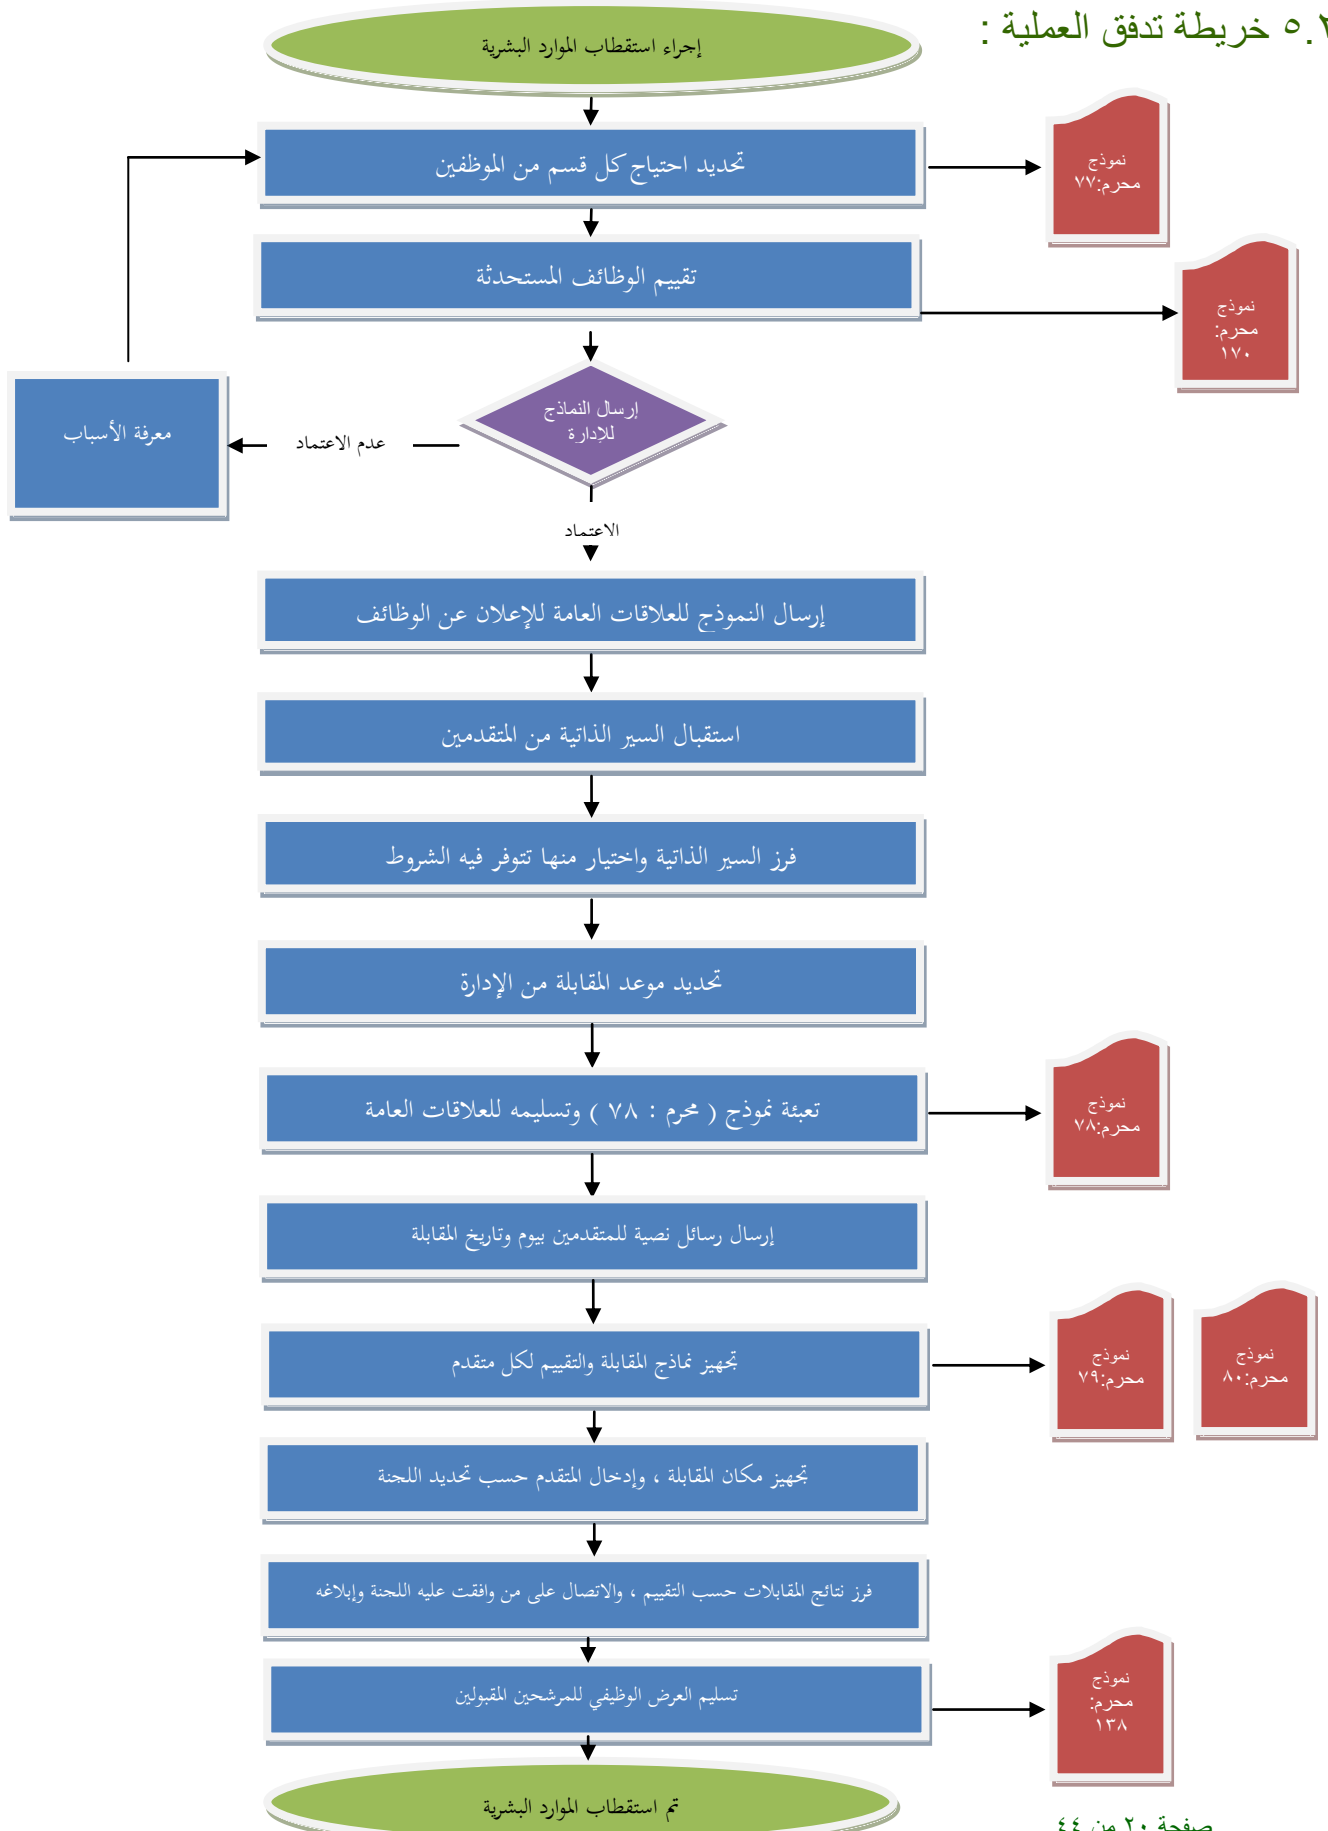 ٥.٢ خريطة تدفق العملية :
إجراء استقطاب الموارد البشرية
تحديد احتياج كل قسم من الموظفين
نموذج
محرم:٧٧
تقييم الوظائف المستحدثة
نموذج
محرم:
١٧٠
إرسال النماذج
للإدارة
عدم الاعتماد
معرفة الأسباب
الاعتماد
إرسال النموذج للعلاقات العامة للإعلان عن الوظائف
استقبال السير الذاتية من المتقدمين
فرز السير الذاتية واختيار منها تتوفر فيه الشروط
تحديد موعد المقابلة من الإدارة
تعبئة نموذج ( محرم : ٧٨ ) وتسليمه للعلاقات العامة
نموذج
محرم:٧٨
إرسال رسائل نصية للمتقدمين بيوم وتاريخ المقابلة
تجهيز نماذج المقابلة والتقييم لكل متقدم
نموذج
محرم:٧٩
نموذج
محرم:٨٠
تجهيز مكان المقابلة ، وإدخال المتقدم حسب تحديد اللجنة
فرز نتائج المقابلات حسب التقييم ، والاتصال على من وافقت عليه اللجنة وإبلاغه
تسليم العرض الوظيفي للمرشحين المقبولين
نموذج
محرم:
١٣٨
تم استقطاب الموارد البشرية
صفحة ٢٠ من ٤٤